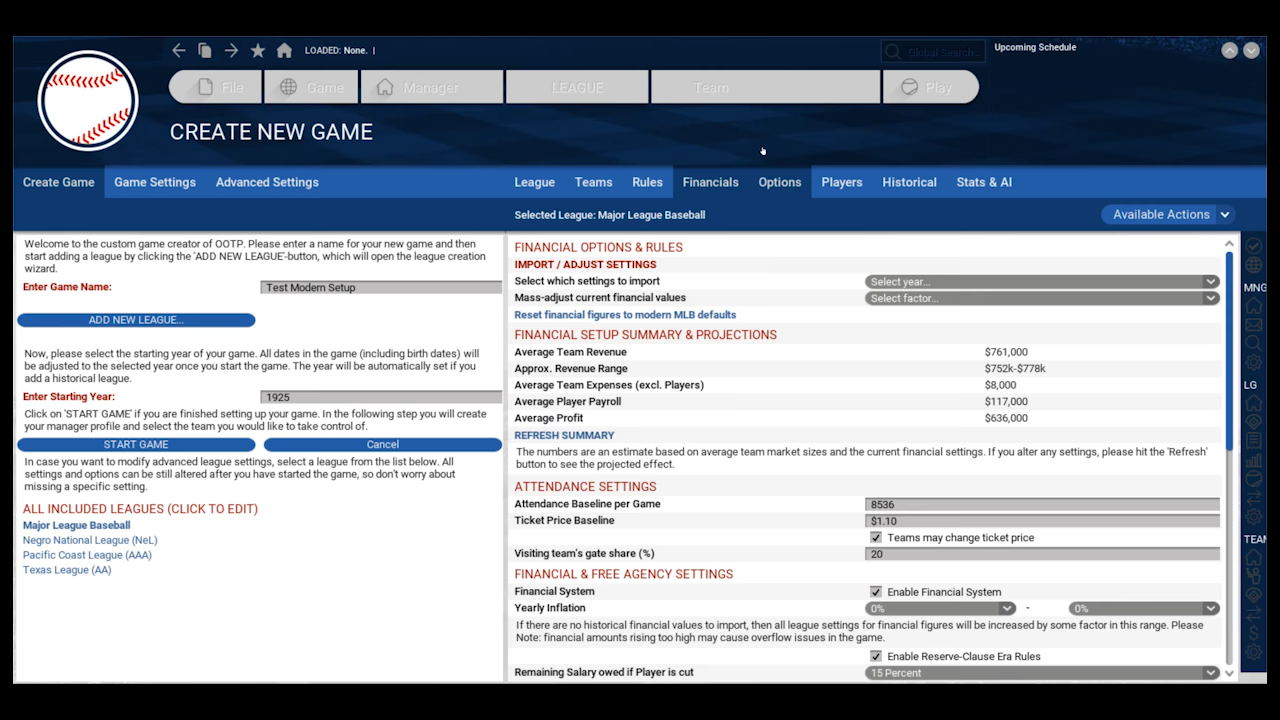 LOADED: None. |
Global Search...
Upcoming Schedule
File
Game
Manager
LEAGUE
Team
Play
CREATE NEW GAME
Create Game
Game Settings
Advanced Settings
League
Teams
Rules
Financials
Options
Players
Historical
Stats & AI
Selected League: Major League Baseball
Available Actions
Welcome to the custom game creator of OOTP. Please enter a name for your new game and then
start adding a league by clicking the 'ADD NEW LEAGUE'-button, which will open the league creation
wizard.
Enter Game Name:
Test Modern Setup
ADD NEW LEAGUE...
Now, please select the starting year of your game. All dates in the game (including birth dates) will
be adjusted to the selected year once you start the game. The year will be automatically set if you
add a historical league.
Enter Starting Year:
1925
Click on 'START GAME' if you are finished setting up your game. In the following step you will create
your manager profile and select the team you would like to take control of.
START GAME
Cancel
In case you want to modify advanced league settings, select a league from the list below. All
settings and options can be still altered after you have started the game, so don't worry about
missing a specific setting.
ALL INCLUDED LEAGUES (CLICK TO EDIT)
Major League Baseball
Negro National League (NeL)
Pacific Coast League (AAA)
Texas League (AA)
FINANCIAL OPTIONS & RULES
IMPORT / ADJUST SETTINGS
Select which settings to import
Select year...
Mass-adjust current financial values
Select factor...
Reset financial figures to modern MLB defaults
FINANCIAL SETUP SUMMARY & PROJECTIONS
Average Team Revenue
$761,000
Approx. Revenue Range
$752k-$778k
Average Team Expenses (excl. Players)
$8,000
Average Player Payroll
$117,000
Average Profit
$636,000
REFRESH SUMMARY
The numbers are an estimate based on average team market sizes and the current financial settings. If you alter any settings, please hit the 'Refresh'
button to see the projected effect.
ATTENDANCE SETTINGS
Attendance Baseline per Game
8536
Ticket Price Baseline
$1.10
Teams may change ticket price
Visiting team's gate share (%)
20
FINANCIAL & FREE AGENCY SETTINGS
Financial System
Enable Financial System
Yearly Inflation
0%
-
0%
If there are no historical financial values to import, then all league settings for financial figures will be increased by some factor in this range. Please
Note: financial amounts rising too high may cause overflow issues in the game.
Enable Reserve-Clause Era Rules
Remaining Salary owed if Player is cut
15 Percent
MNG
LG
TEAM